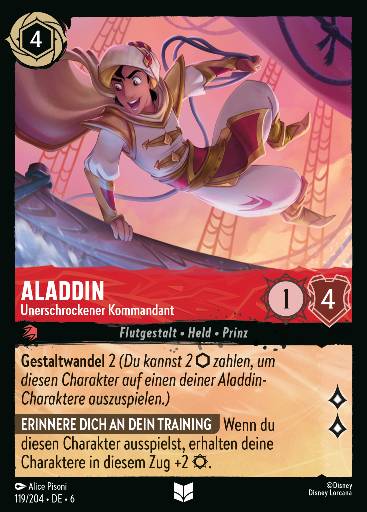 4
ALADDIN
Unerschrockener Kommandant
1
4
Flutgestalt • Held • Prinz
Gestaltwandel 2 (Du kannst 2 ⬡ zahlen, um
diesen Charakter auf einen deiner Aladdin-
Charaktere auszuspielen.)
ERINNERE DICH AN DEIN TRAINING Wenn du
diesen Charakter ausspielst, erhalten deine
Charaktere in diesem Zug +2 ¤.
Alice Pisoni
119/204 • DE • 6
©Disney
Disney Lorcana